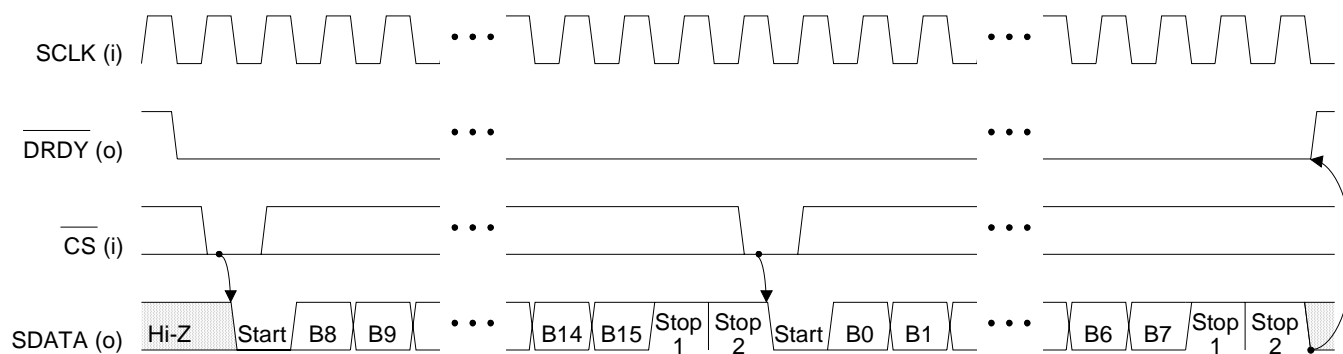 SCLK (i)
DRDY (o)
CS (i)
SDATA (o)
Hi-Z
Start
B8
B9
B14
B15
Stop
1
Stop
2
Start
B0
B1
B6
B7
Stop
1
Stop
2